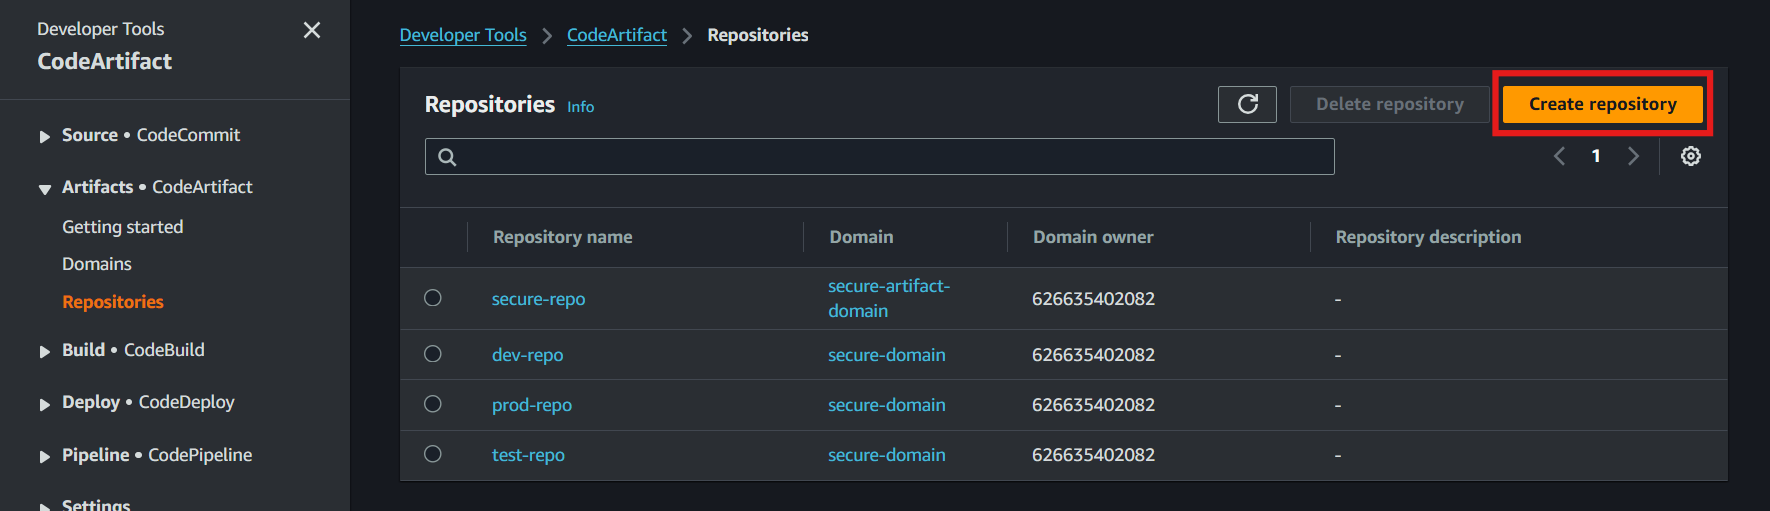 Developer Tools
CodeArtifact
Source • CodeCommit
Artifacts • CodeArtifact
Getting started
Domains
Repositories
Build • CodeBuild
Deploy • CodeDeploy
Pipeline • CodePipeline
Settings
Developer Tools > CodeArtifact > Repositories
Repositories Info
Delete repository Create repository
1
Repository name Domain Domain owner Repository description
secure-repo secure-artifact-domain 626635402082 -
dev-repo secure-domain 626635402082 -
prod-repo secure-domain 626635402082 -
test-repo secure-domain 626635402082 -